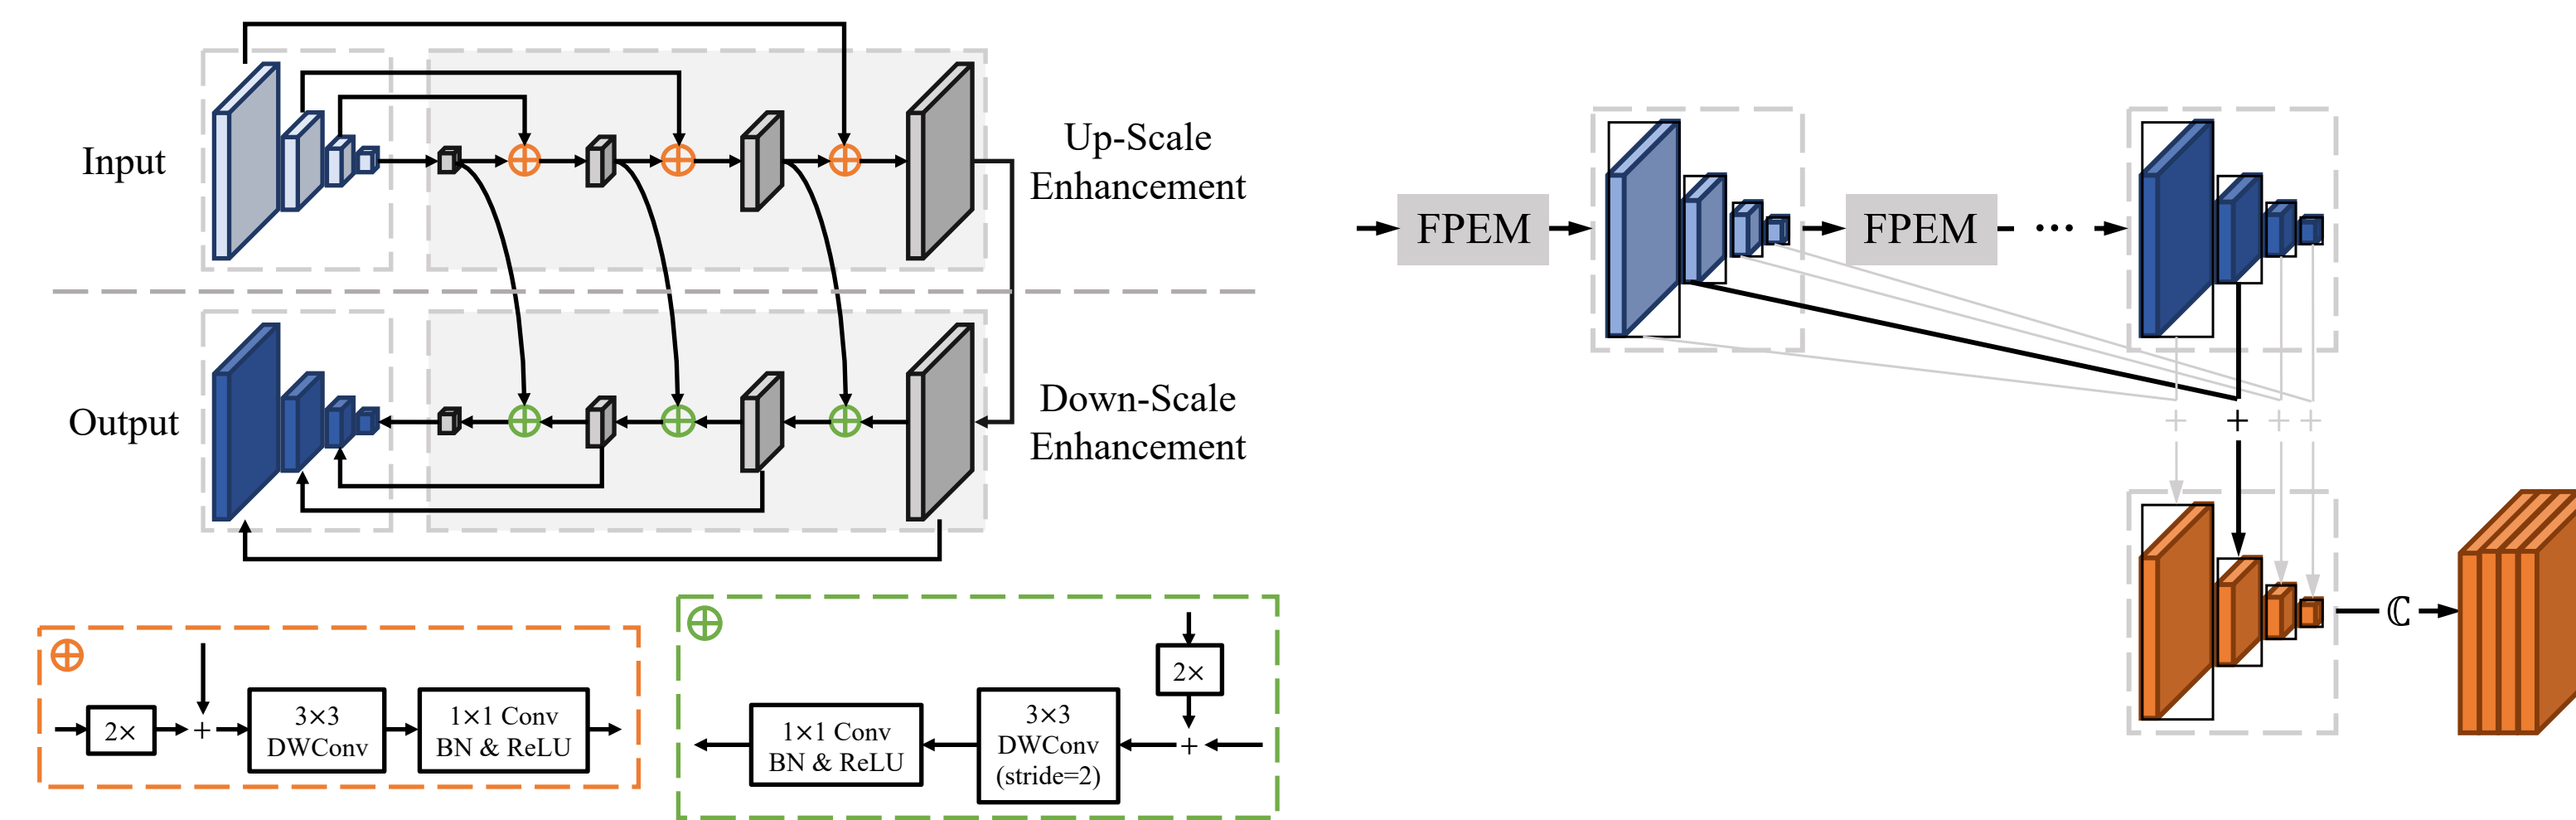 Input
Up-Scale
Enhancement
Output
Down-Scale
Enhancement
2×
+
3×3
DWConv
1×1 Conv
BN & ReLU
1×1 Conv
BN & ReLU
3×3
DWConv
(stride=2)
2×
+
FPEM
FPEM
...
+ + + +
ℂ